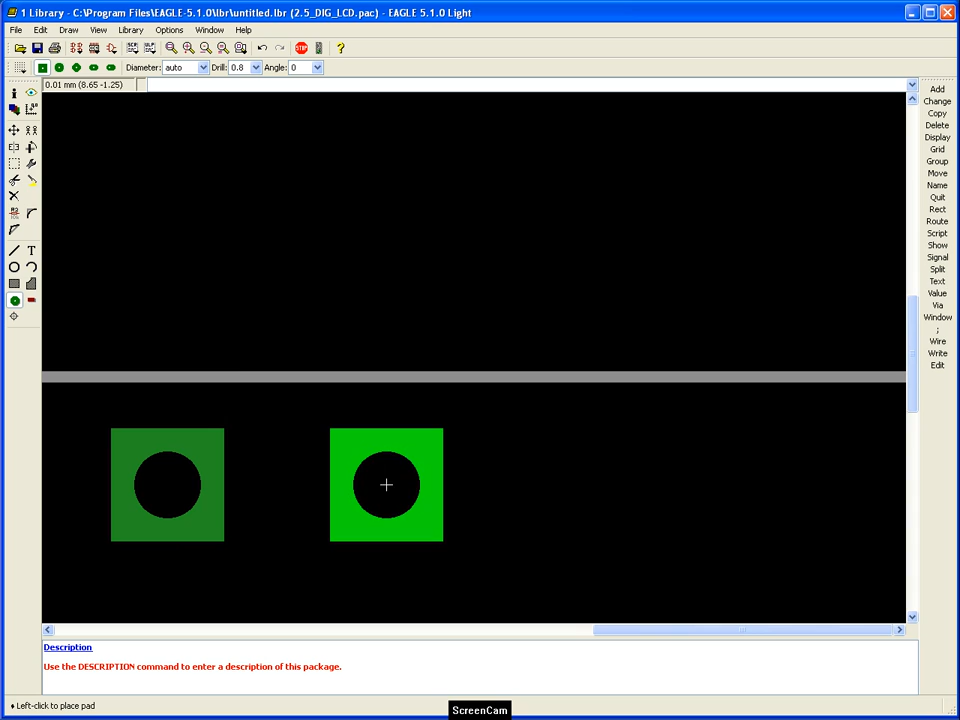 1 Library - C:\Program Files\EAGLE-5.1.0\lbr\untitled.lbr (2.5_DIG_LCD.pac) - EAGLE 5.1.0 Light
File Edit Draw View Library Options Window Help
Diameter: auto Drill: 0.8 Angle: 0
0.01 mm (8.65 -1.25)
Add
Change
Copy
Delete
Display
Grid
Group
Move
Name
Quit
Rect
Route
Script
Show
Signal
Split
Text
Value
Via
Window
;
Wire
Write
Edit
Description
Use the DESCRIPTION command to enter a description of this package.
Left-click to place pad
ScreenCam